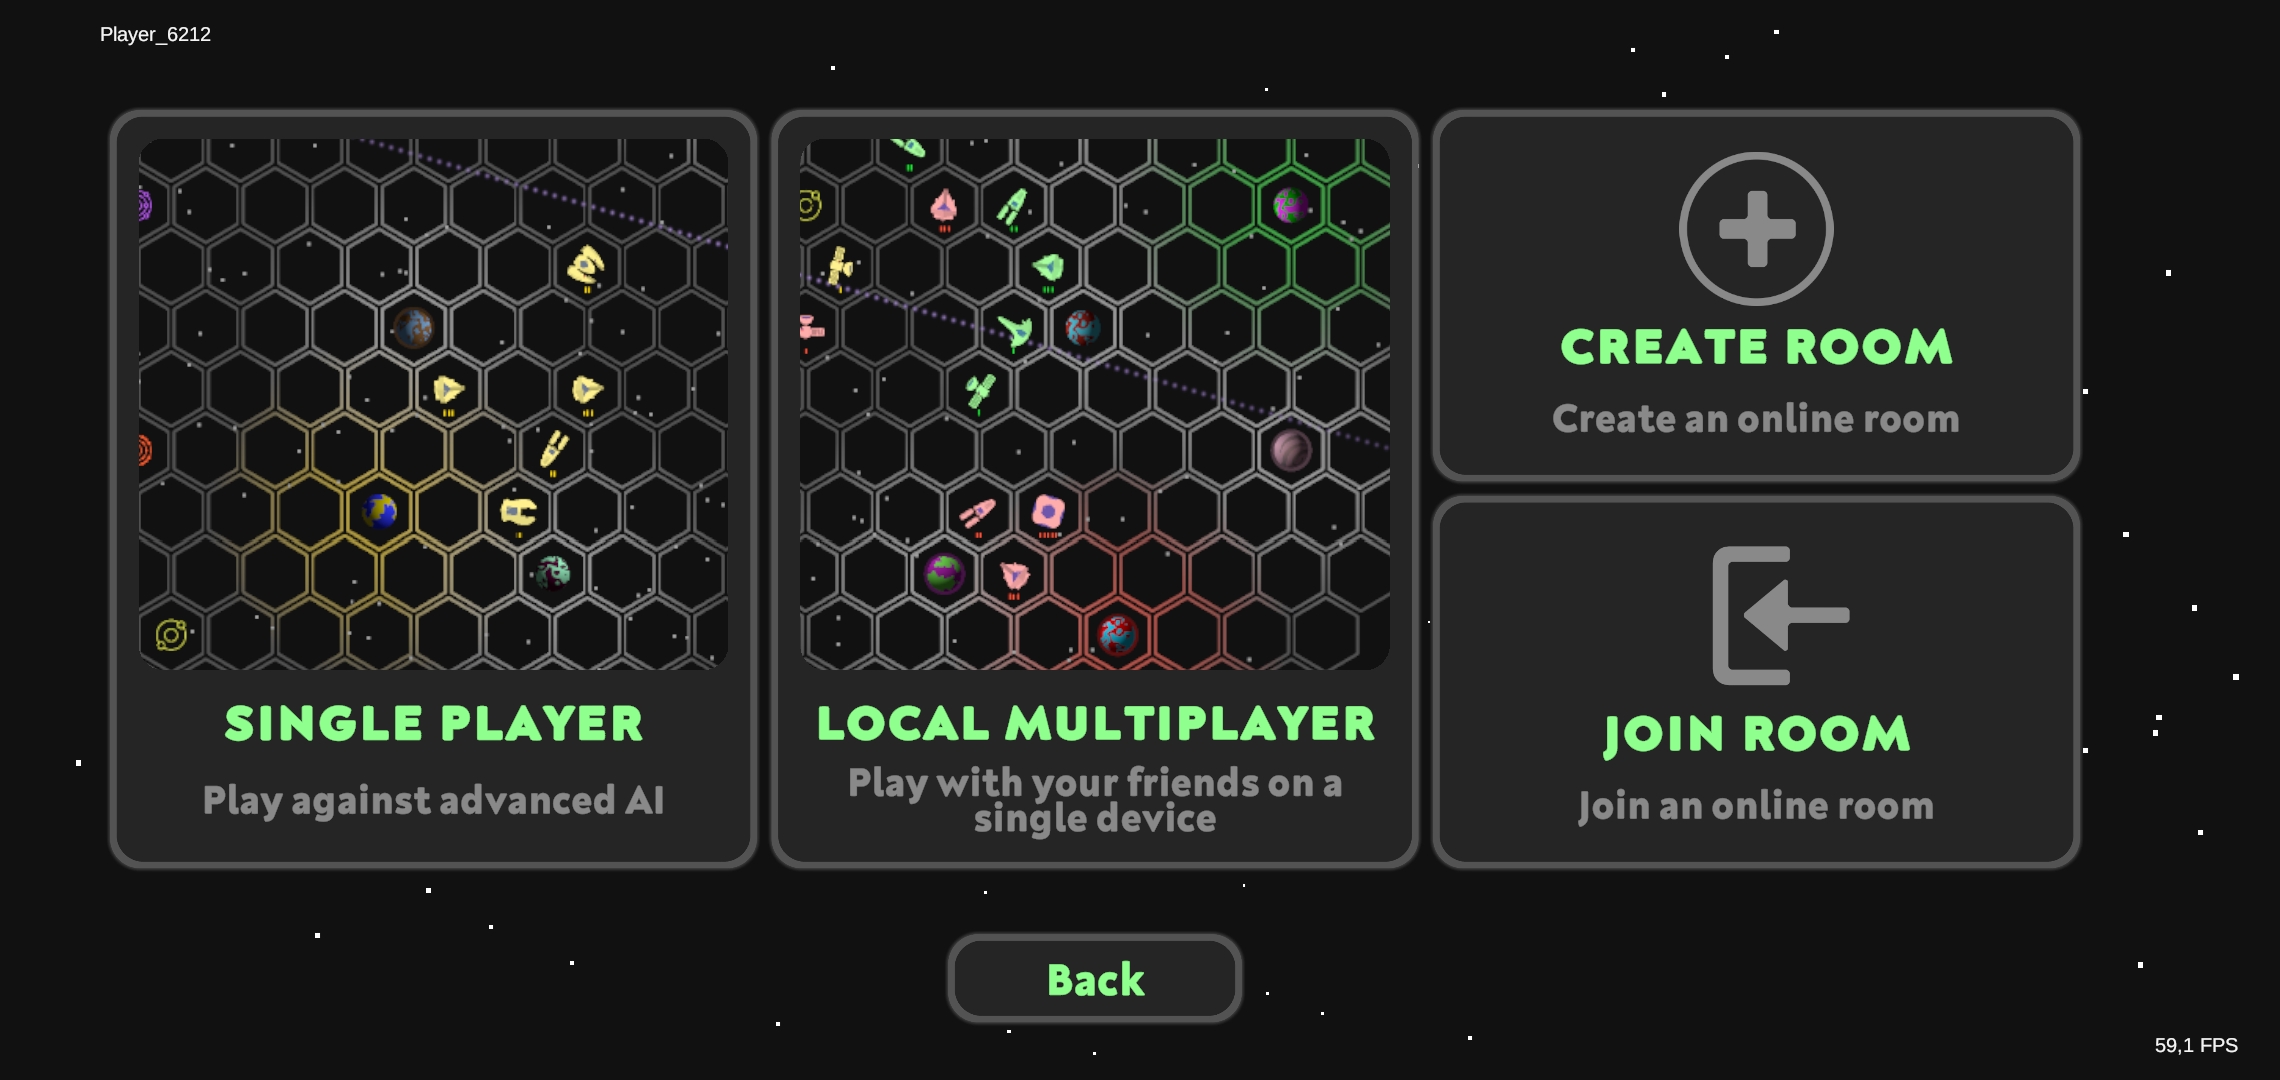 Player_6212
SINGLE PLAYER
Play against advanced AI
LOCAL MULTIPLAYER
Play with your friends on a
single device
CREATE ROOM
Create an online room
JOIN ROOM
Join an online room
Back
59,1 FPS